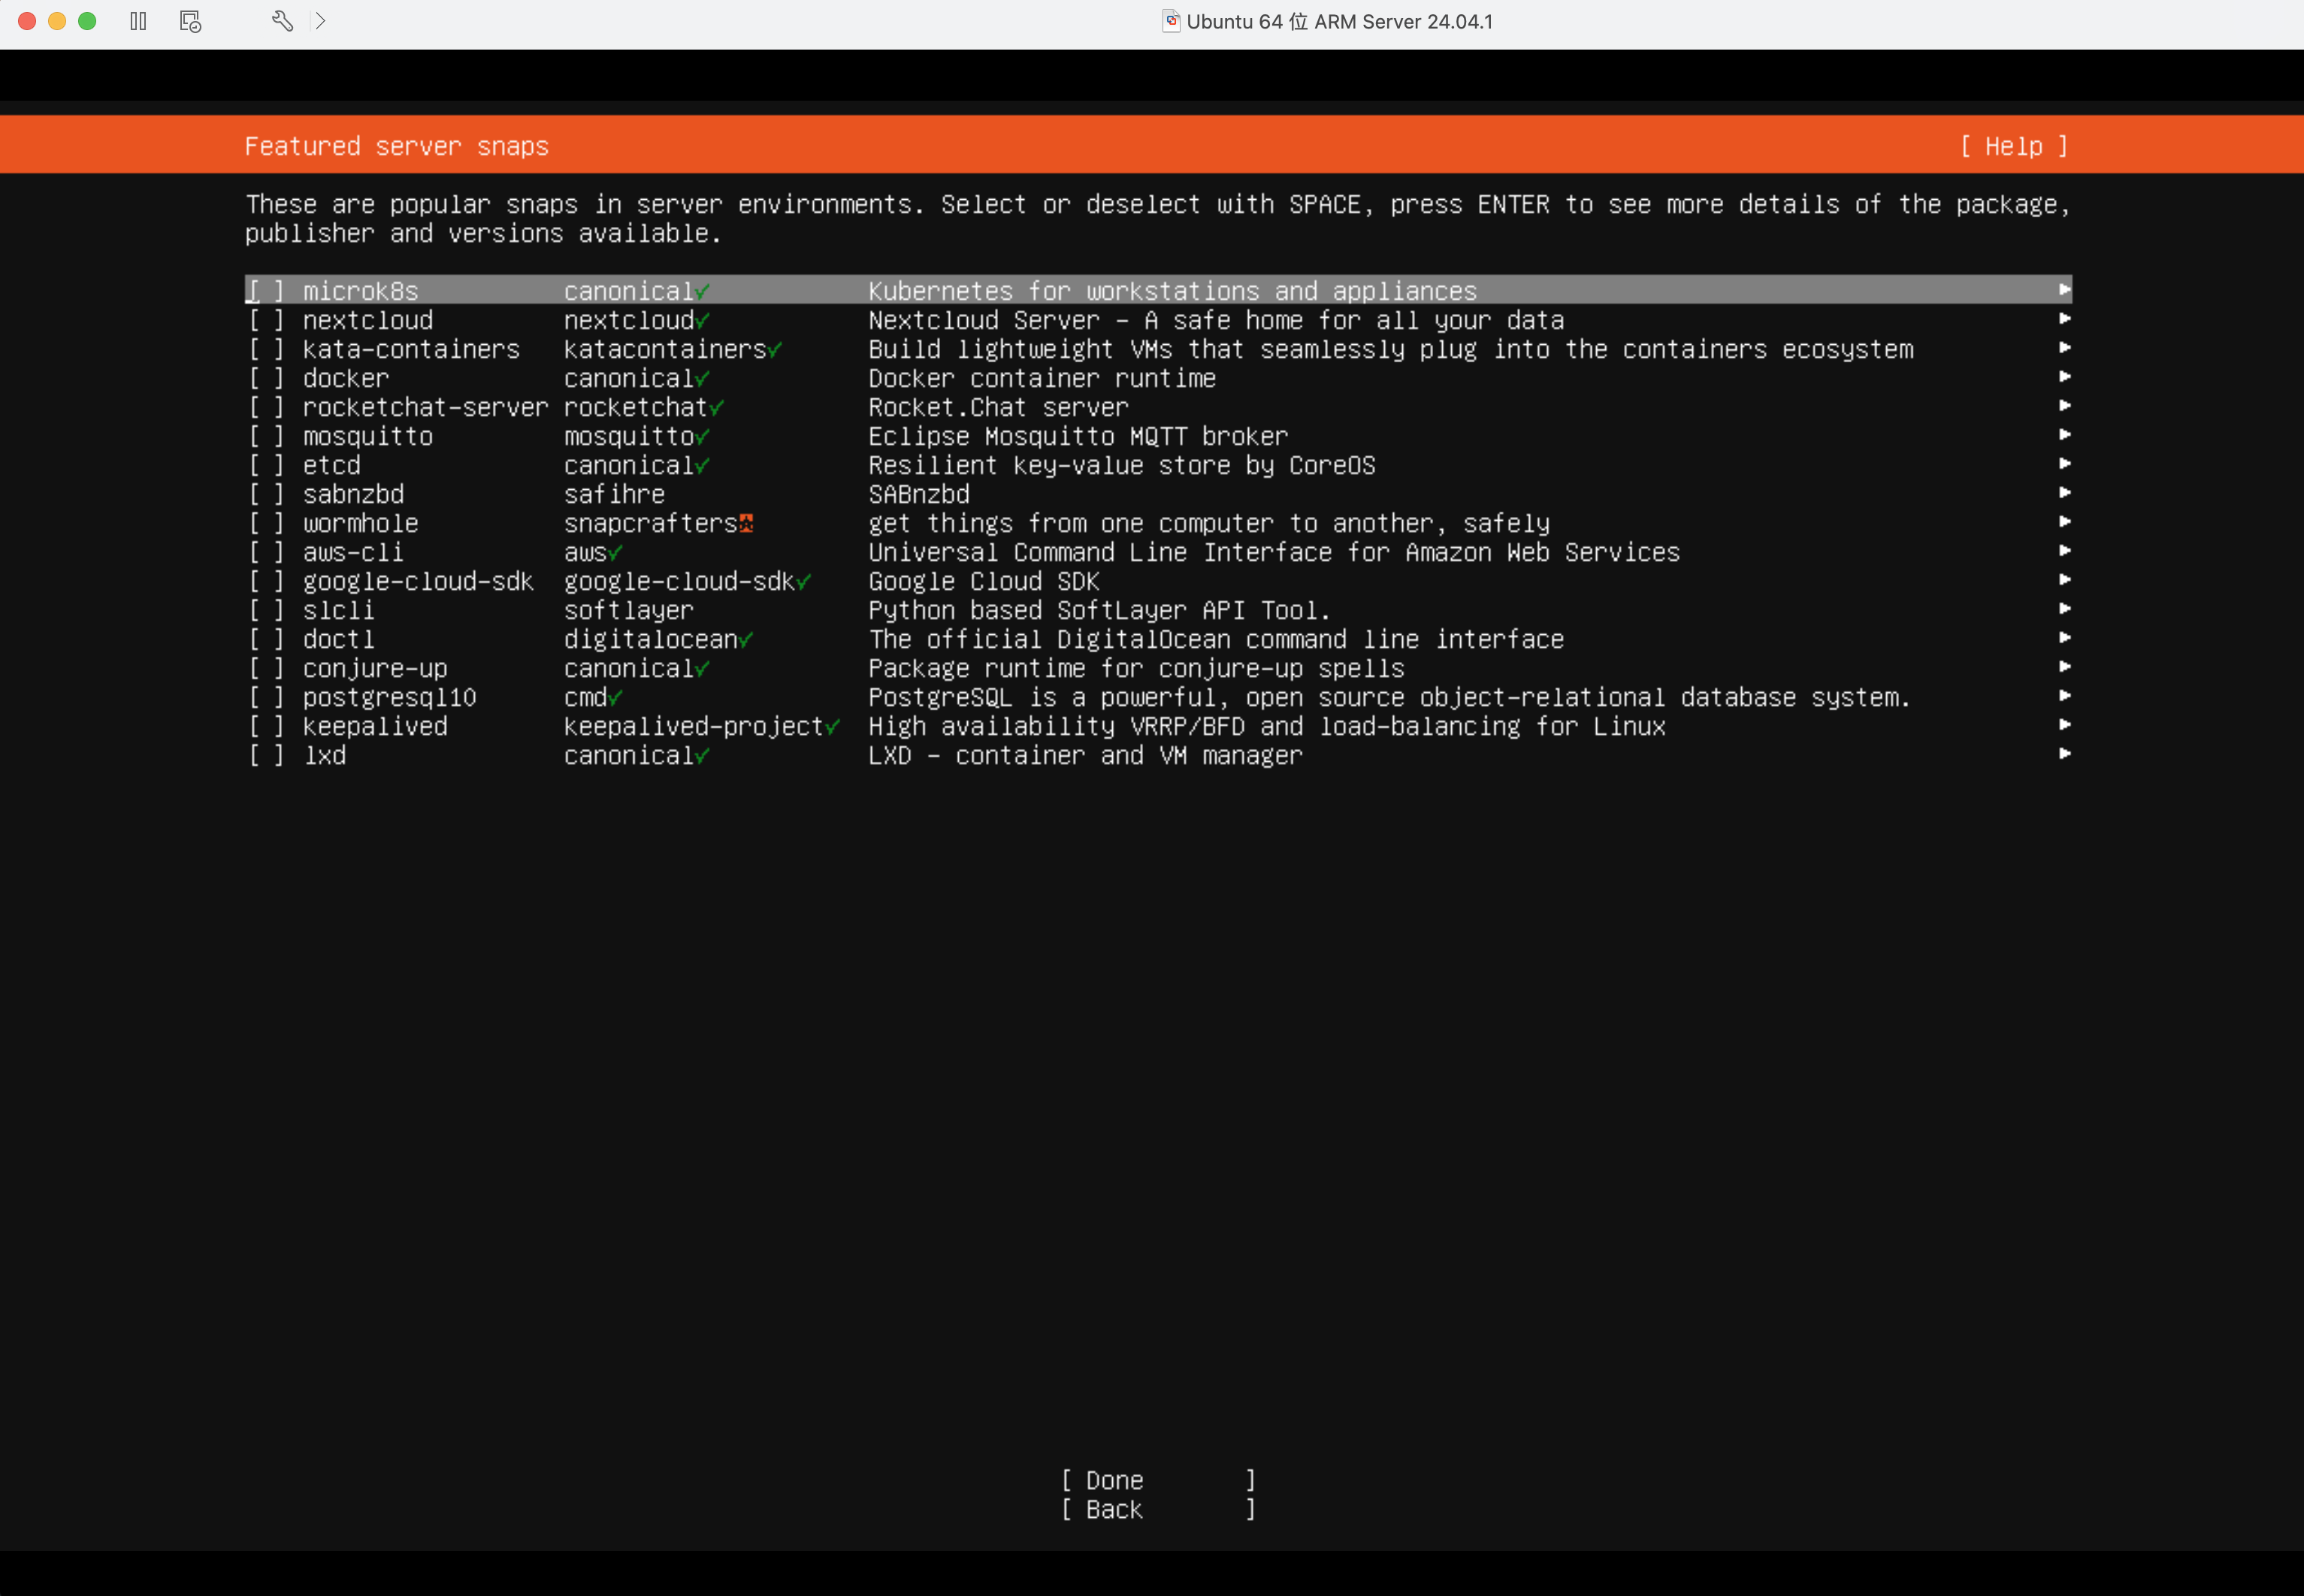 Ubuntu 64 位 ARM Server 24.04.1
Featured server snaps [ Help ]
These are popular snaps in server environments. Select or deselect with SPACE, press ENTER to see more details of the package,
publisher and versions available.
[ ] microk8s canonical✓ Kubernetes for workstations and appliances ▸
[ ] nextcloud nextcloud✓ Nextcloud Server - A safe home for all your data ▸
[ ] kata-containers katacontainers✓ Build lightweight VMs that seamlessly plug into the containers ecosystem ▸
[ ] docker canonical✓ Docker container runtime ▸
[ ] rocketchat-server rocketchat✓ Rocket.Chat server ▸
[ ] mosquitto mosquitto✓ Eclipse Mosquitto MQTT broker ▸
[ ] etcd canonical✓ Resilient key-value store by CoreOS ▸
[ ] sabnzbd safihre SABnzbd ▸
[ ] wormhole snapcrafters✪ get things from one computer to another, safely ▸
[ ] aws-cli aws✓ Universal Command Line Interface for Amazon Web Services ▸
[ ] google-cloud-sdk google-cloud-sdk✓ Google Cloud SDK ▸
[ ] slcli softlayer Python based SoftLayer API Tool. ▸
[ ] doctl digitalocean✓ The official DigitalOcean command line interface ▸
[ ] conjure-up canonical✓ Package runtime for conjure-up spells ▸
[ ] postgresql10 cmd✓ PostgreSQL is a powerful, open source object-relational database system. ▸
[ ] keepalived keepalived-project✓ High availability VRRP/BFD and load-balancing for Linux ▸
[ ] lxd canonical✓ LXD - container and VM manager ▸
[ Done ]
[ Back ]